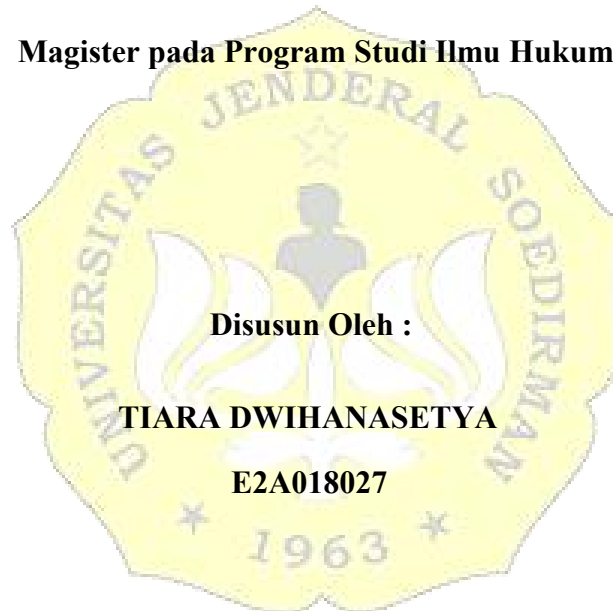 Magister pada Program Studi Ilmu Hukum
UNIVERSITAS JENDERAL SOEDIRMAN
Disusun Oleh :
TIARA DWIHANASETYA
E2A018027
1963